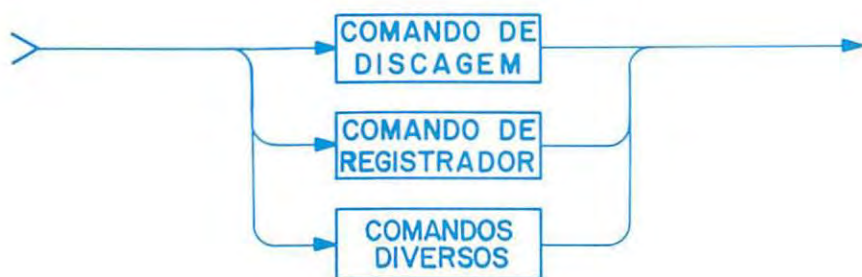 COMANDO DE
DISCAGEM
COMANDO DE
REGISTRADOR
COMANDOS
DIVERSOS